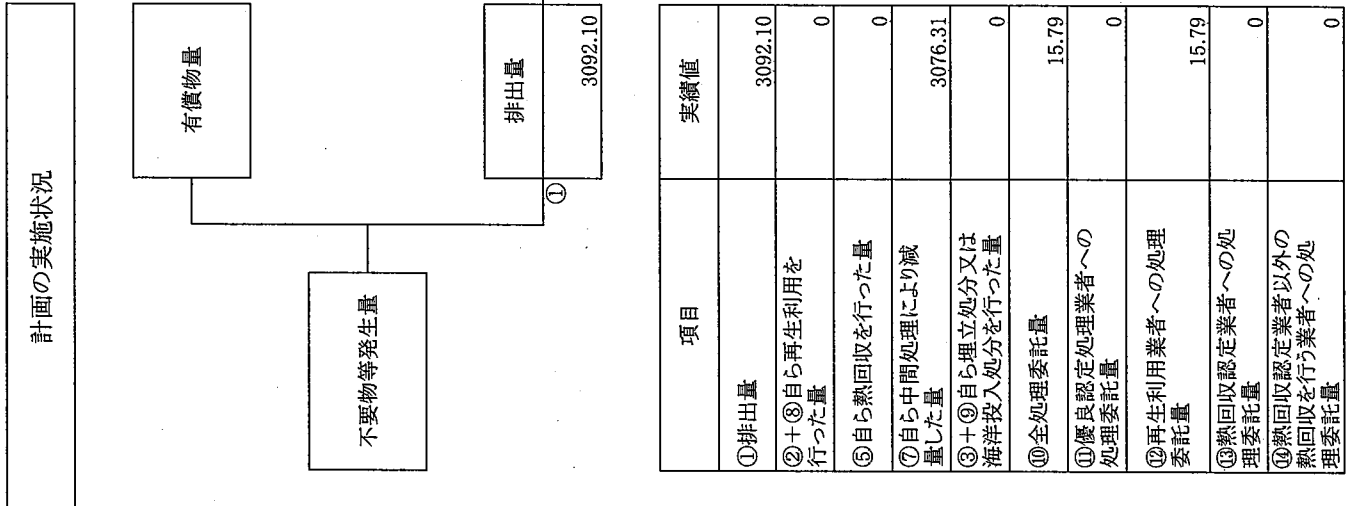 計画の実施状況
有償物量
不要物等発生量
排出量
①
3092.10
項目
実績値
①排出量
3092.10
②+⑧自ら再生利用を
行った量
0
⑤自ら熱回収を行った量
0
⑦自ら中間処理により減
量した量
3076.31
③+⑨自ら埋立処分又は
海洋投入処分を行った量
0
⑩全処理委託量
15.79
⑪優良認定処理業者への
処理委託量
0
⑫再生利用業者への処理
委託量
15.79
⑬熱回収認定業者への処
理委託量
0
⑭熱回収認定業者以外の
熱回収を行う業者への処
理委託量
0